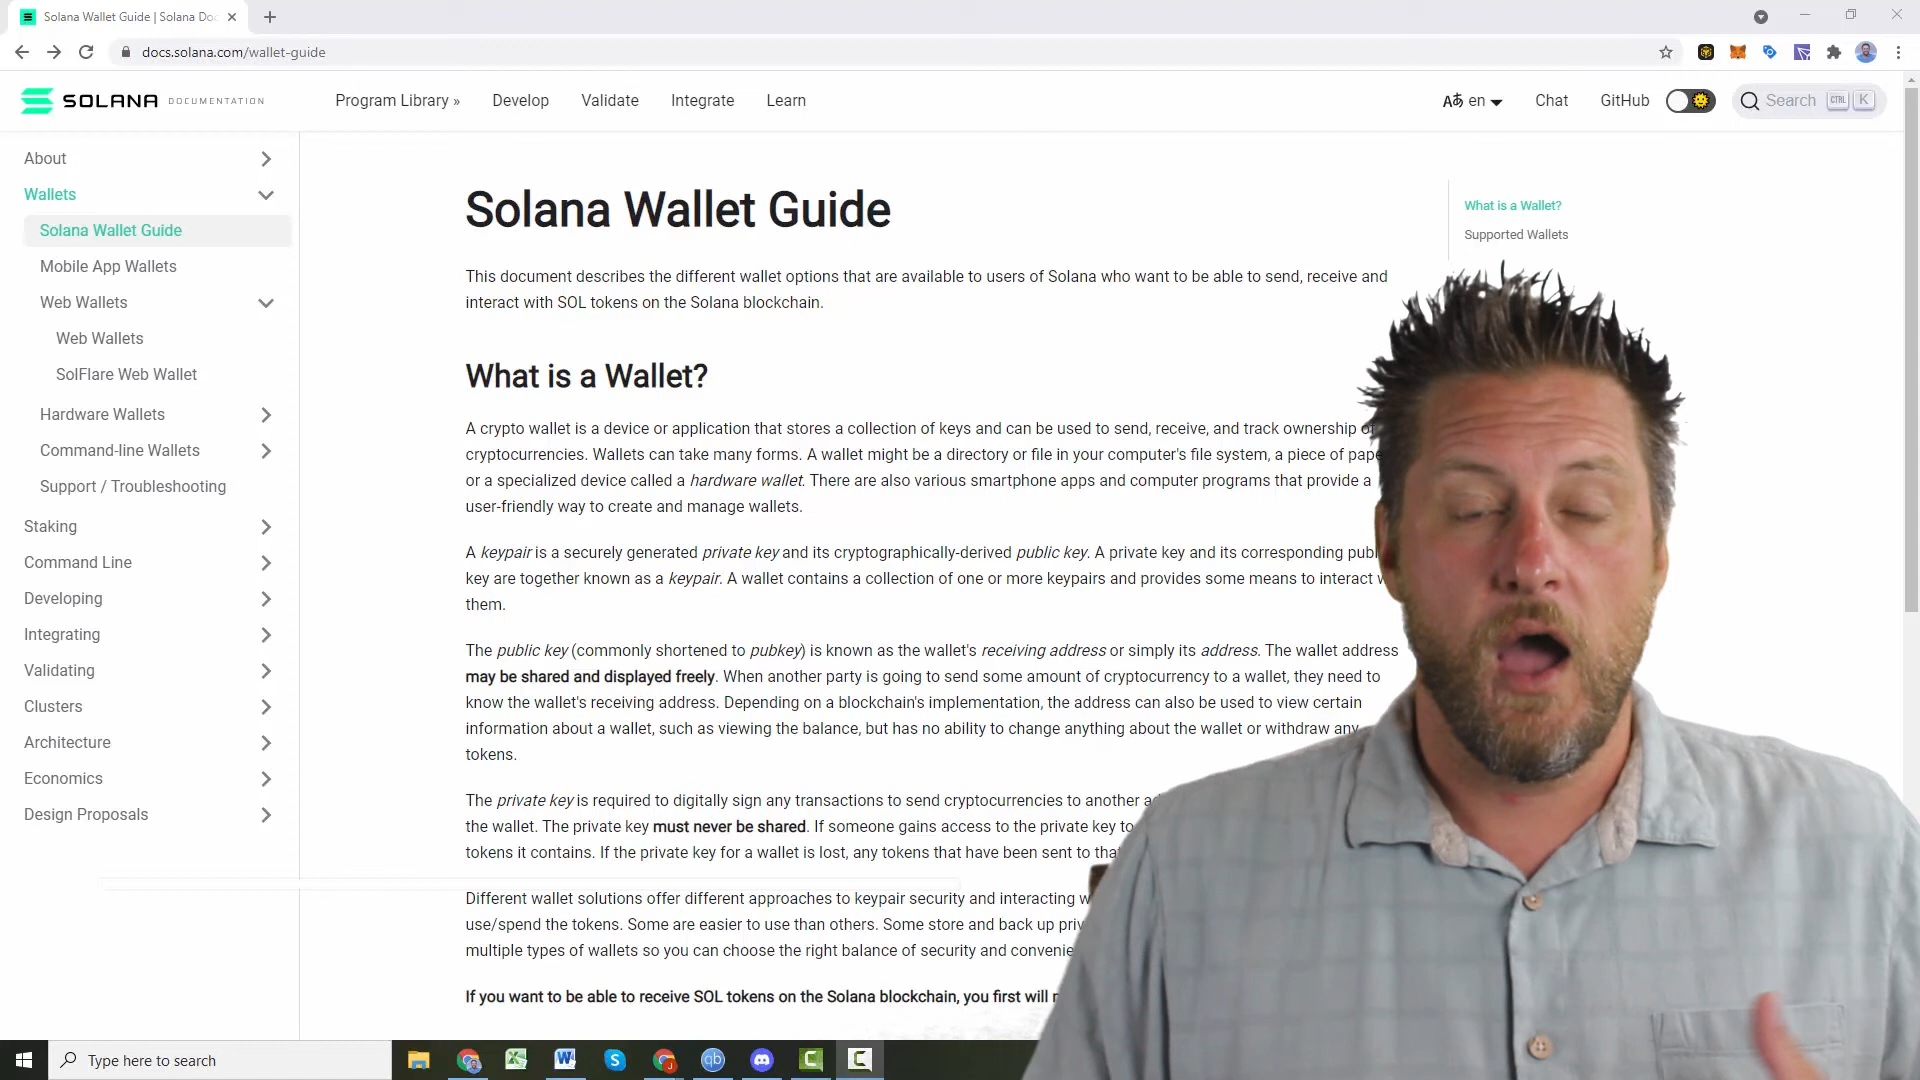 Solana Wallet Guide | Solana Doc
docs.solana.com/wallet-guide
SOLANA DOCUMENTATION
Program Library »
Develop
Validate
Integrate
Learn
Aあ en
Chat
GitHub
Search CTRL K
About
Wallets
Solana Wallet Guide
Mobile App Wallets
Web Wallets
Web Wallets
SolFlare Web Wallet
Hardware Wallets
Command-line Wallets
Support / Troubleshooting
Staking
Command Line
Developing
Integrating
Validating
Clusters
Architecture
Economics
Design Proposals
Solana Wallet Guide
This document describes the different wallet options that are available to users of Solana who want to be able to send, receive and
interact with SOL tokens on the Solana blockchain.
What is a Wallet?
A crypto wallet is a device or application that stores a collection of keys and can be used to send, receive, and track ownership of
cryptocurrencies. Wallets can take many forms. A wallet might be a directory or file in your computer's file system, a piece of pape
or a specialized device called a hardware wallet. There are also various smartphone apps and computer programs that provide a
user-friendly way to create and manage wallets.
A keypair is a securely generated private key and its cryptographically-derived public key. A private key and its corresponding publ
key are together known as a keypair. A wallet contains a collection of one or more keypairs and provides some means to interact w
them.
The public key (commonly shortened to pubkey) is known as the wallet's receiving address or simply its address. The wallet address
may be shared and displayed freely. When another party is going to send some amount of cryptocurrency to a wallet, they need to
know the wallet's receiving address. Depending on a blockchain's implementation, the address can also be used to view certain
information about a wallet, such as viewing the balance, but has no ability to change anything about the wallet or withdraw any
tokens.
The private key is required to digitally sign any transactions to send cryptocurrencies to another a
the wallet. The private key must never be shared. If someone gains access to the private key to
tokens it contains. If the private key for a wallet is lost, any tokens that have been sent to that
Different wallet solutions offer different approaches to keypair security and interacting w
use/spend the tokens. Some are easier to use than others. Some store and back up priv
multiple types of wallets so you can choose the right balance of security and convenie
If you want to be able to receive SOL tokens on the Solana blockchain, you first will
What is a Wallet?
Supported Wallets
Type here to search